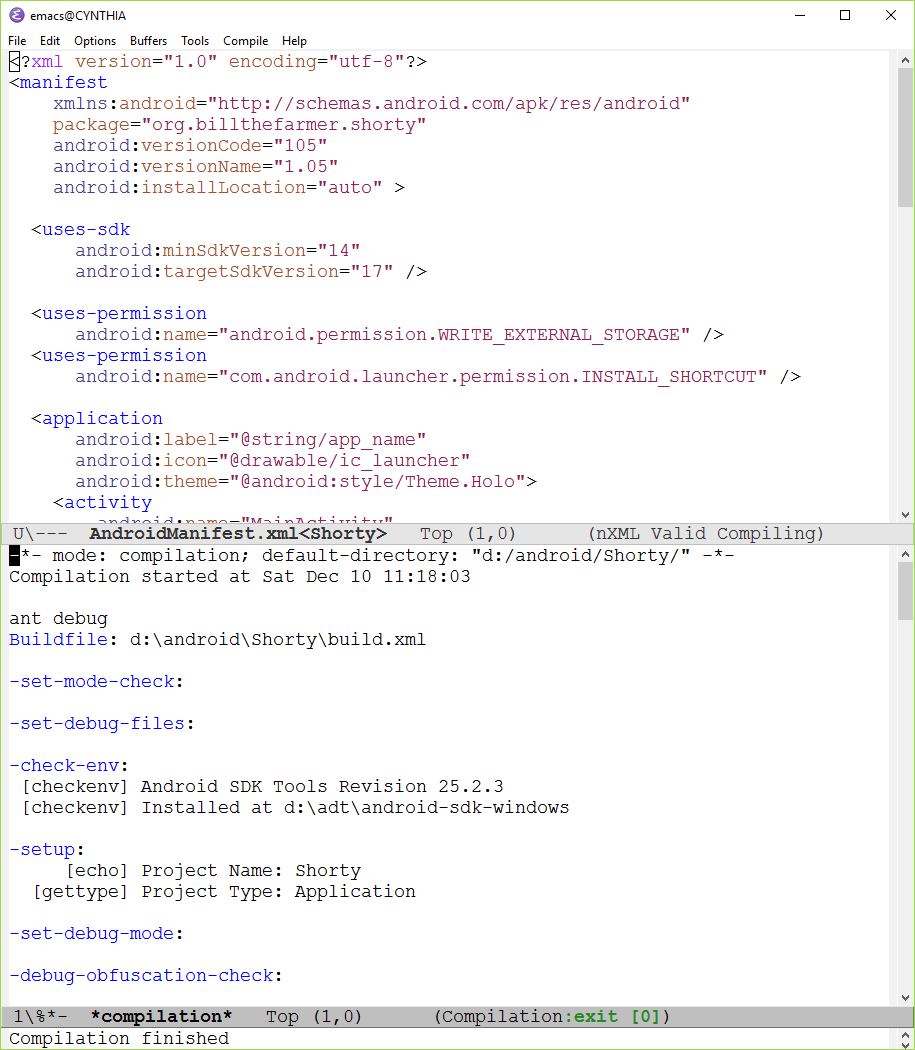 emacs@CYNTHIA
File Edit Options Buffers Tools Compile Help
<?xml version="1.0" encoding="utf-8"?>
<manifest
    xmlns:android="http://schemas.android.com/apk/res/android"
    package="org.billthefarmer.shorty"
    android:versionCode="105"
    android:versionName="1.05"
    android:installLocation="auto" >

  <uses-sdk
      android:minSdkVersion="14"
      android:targetSdkVersion="17" />

  <uses-permission
      android:name="android.permission.WRITE_EXTERNAL_STORAGE" />
  <uses-permission
      android:name="com.android.launcher.permission.INSTALL_SHORTCUT" />

  <application
      android:label="@string/app_name"
      android:icon="@drawable/ic_launcher"
      android:theme="@android:style/Theme.Holo">
    <activity
        android:name="MainActivity"
U\---  AndroidManifest.xml<Shorty>   Top (1,0)      (nXML Valid Compiling)
-*- mode: compilation; default-directory: "d:/android/Shorty/" -*-
Compilation started at Sat Dec 10 11:18:03

ant debug
Buildfile: d:\android\Shorty\build.xml

-set-mode-check:

-set-debug-files:

-check-env:
 [checkenv] Android SDK Tools Revision 25.2.3
 [checkenv] Installed at d:\adt\android-sdk-windows

-setup:
     [echo] Project Name: Shorty
  [gettype] Project Type: Application

-set-debug-mode:

-debug-obfuscation-check:

1\%*-  *compilation*   Top (1,0)      (Compilation:exit [0])
Compilation finished